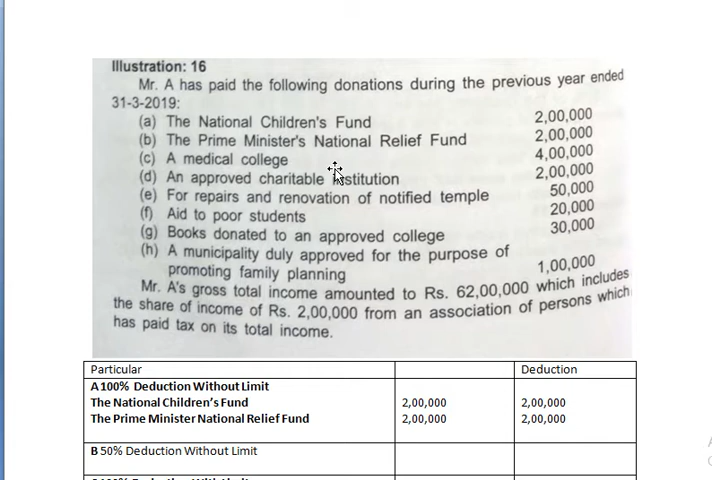 Illustration: 16
Mr. A has paid the following donations during the previous year ended
31-3-2019:
(a) The National Children's Fund 2,00,000
(b) The Prime Minister's National Relief Fund 2,00,000
(c) A medical college 4,00,000
(d) An approved charitable institution 2,00,000
(e) For repairs and renovation of notified temple 50,000
(f) Aid to poor students 20,000
(g) Books donated to an approved college 30,000
(h) A municipality duly approved for the purpose of
promoting family planning 1,00,000
Mr. A's gross total income amounted to Rs. 62,00,000 which includes
the share of income of Rs. 2,00,000 from an association of persons which
has paid tax on its total income.
Particular Deduction
A 100% Deduction Without Limit
The National Children's Fund 2,00,000 2,00,000
The Prime Minister National Relief Fund 2,00,000 2,00,000
B 50% Deduction Without Limit